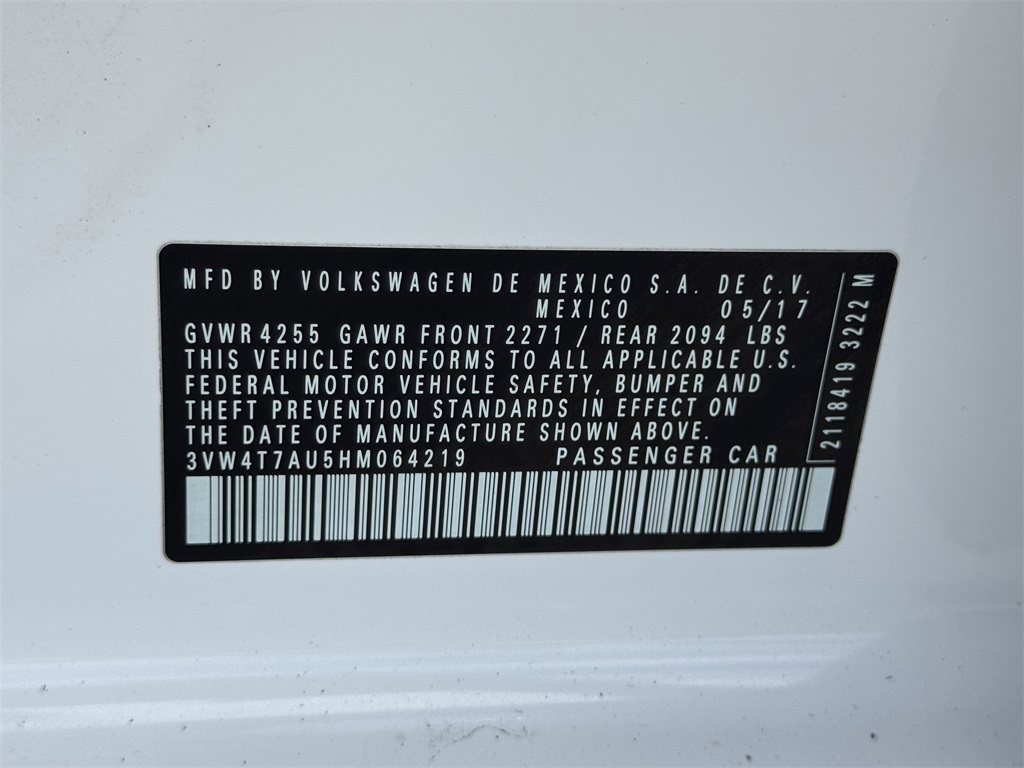 MFD BY VOLKSWAGEN DE MEXICO S.A. DE C.V.
MEXICO 05/17
GVWR 4255 GAWR FRONT 2271 / REAR 2094 LBS
THIS VEHICLE CONFORMS TO ALL APPLICABLE U.S.
FEDERAL MOTOR VEHICLE SAFETY, BUMPER AND
THEFT PREVENTION STANDARDS IN EFFECT ON
THE DATE OF MANUFACTURE SHOWN ABOVE.
3VW4T7AU5HM064219 PASSENGER CAR
2118419 3222 M